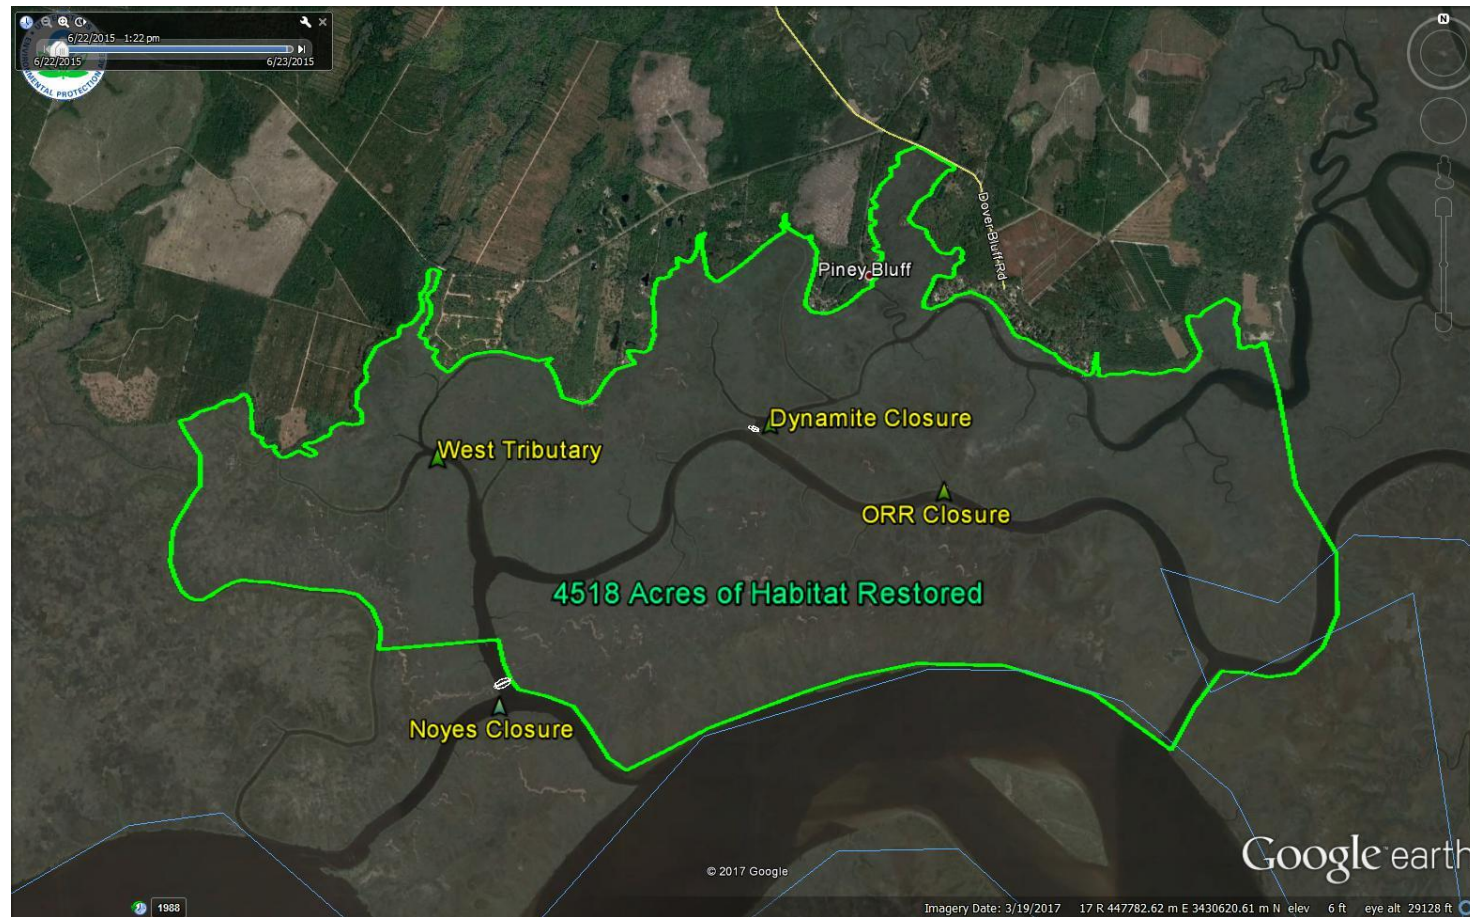 6/22/2015 1:22 pm
6/22/2015
6/23/2015
MENTAL PROTECTION
N
Dover Bluff Rd
Piney Bluff
Dynamite Closure
West Tributary
ORR Closure
4518 Acres of Habitat Restored
Noyes Closure
Google earth
© 2017 Google
1988
Imagery Date: 3/19/2017 17 R 447782.62 m E 3430620.61 m N elev 6 ft eye alt 29128 ft